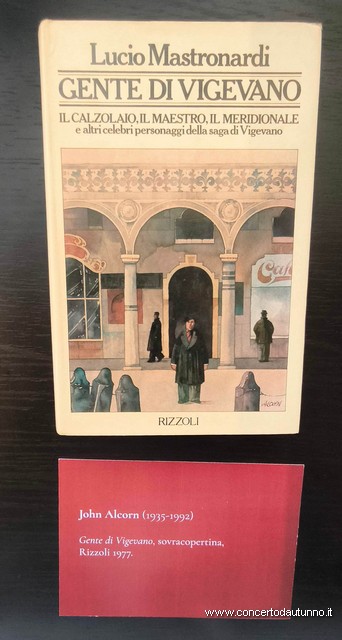 Lucio Mastronardi
GENTE DI VIGEVANO
IL CALZOLAIO, IL MAESTRO, IL MERIDIONALE
e altri celebri personaggi della saga di Vigevano
ALCORN
RIZZOLI
John Alcorn (1935-1992)
Gente di Vigevano, sovracopertina,
Rizzoli 1977.
www.concertodautunno.it